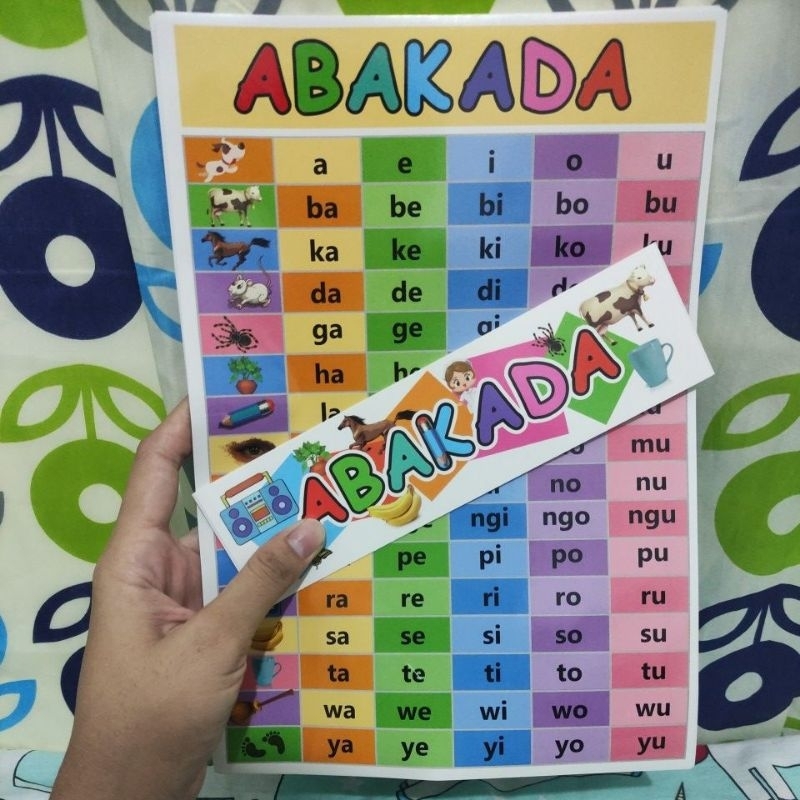 ABAKADA
a e i o u
ba be bi bo bu
ka ke ki ko ku
da de di
ga ge gi
ha
ABAKADA
mu
no nu
ngi ngo ngu
pe pi po pu
ra re ri ro ru
sa se si so su
ta te ti to tu
wa we wi wo wu
ya ye yi yo yu